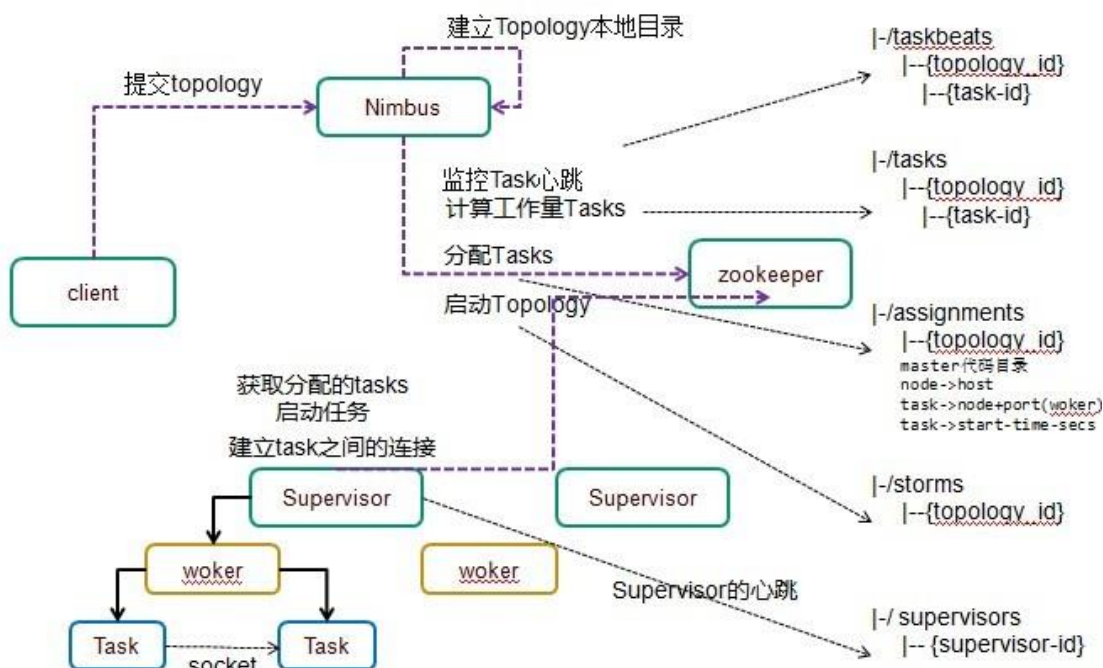 建立Topology本地目录
提交topology
Nimbus
监控Task心跳
计算工作量Tasks
分配Tasks
zookeeper
启动Topology
client
获取分配的tasks
启动任务
建立task之间的连接
Supervisor
Supervisor
woker
woker
Supervisor的心跳
Task
Task
socket
|-/taskbeats
|--{topology_id}
|--{task-id}
|-/tasks
|--{topology_id}
|--{task-id}
|-/assignments
|--{topology_id}
master代码目录
node->host
task->node+port(woker)
task->start-time-secs
|-/storms
|--{topology_id}
|-/ supervisors
|-- {supervisor-id}